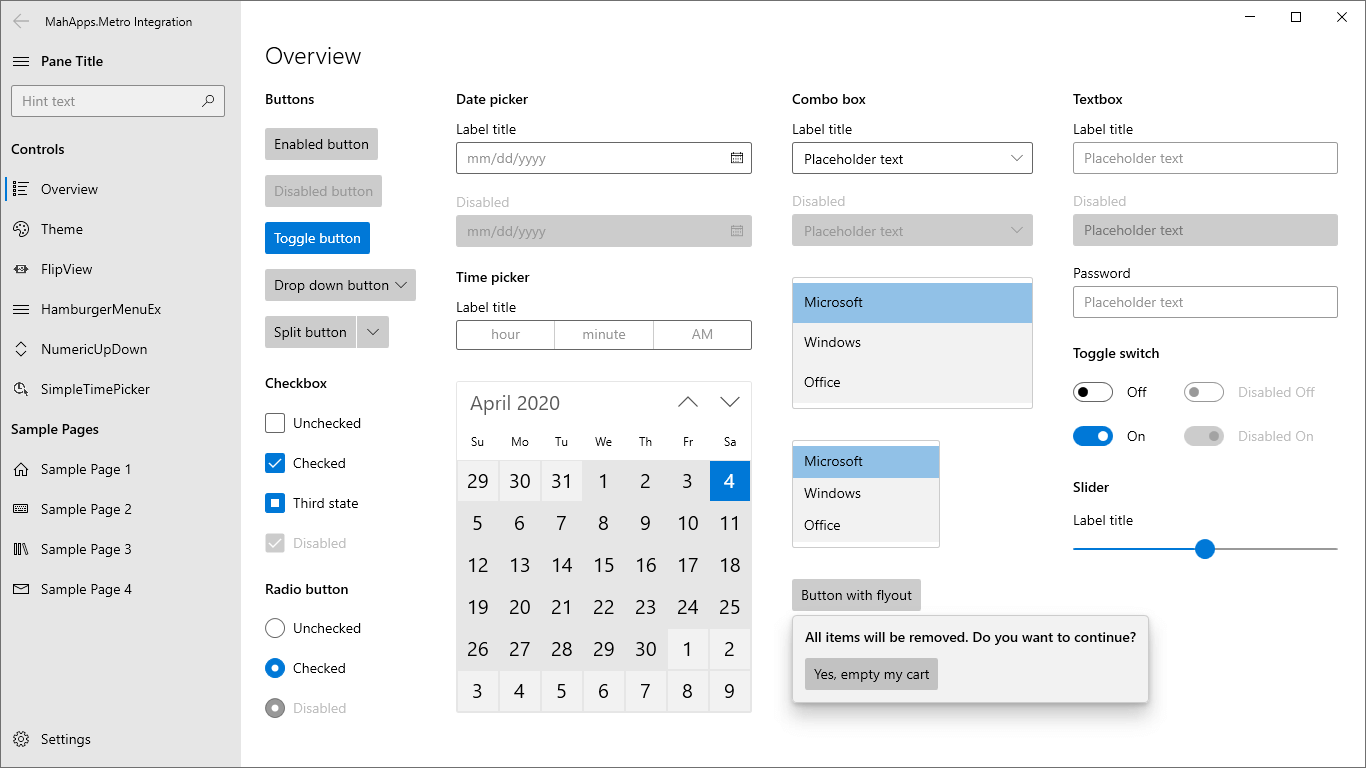 MahApps.Metro Integration
Pane Title
Hint text
Controls
Overview
Theme
FlipView
HamburgerMenuEx
NumericUpDown
SimpleTimePicker
Sample Pages
Sample Page 1
Sample Page 2
Sample Page 3
Sample Page 4
Settings
Overview
Buttons
Enabled button
Disabled button
Toggle button
Drop down button
Split button
Checkbox
Unchecked
Checked
Third state
Disabled
Radio button
Unchecked
Checked
Disabled
Date picker
Label title
mm/dd/yyyy
Disabled
mm/dd/yyyy
Time picker
Label title
hour minute AM
April 2020
Su Mo Tu We Th Fr Sa
29 30 31 1 2 3 4
5 6 7 8 9 10 11
12 13 14 15 16 17 18
19 20 21 22 23 24 25
26 27 28 29 30 1 2
3 4 5 6 7 8 9
Combo box
Label title
Placeholder text
Disabled
Placeholder text
Microsoft
Windows
Office
Microsoft
Windows
Office
Button with flyout
All items will be removed. Do you want to continue?
Yes, empty my cart
Textbox
Label title
Placeholder text
Disabled
Placeholder text
Password
Placeholder text
Toggle switch
Off Disabled Off
On Disabled On
Slider
Label title